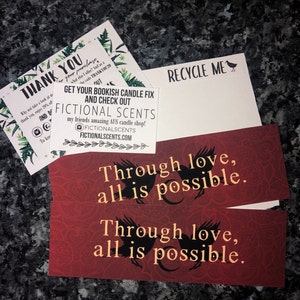 THANK YOU
RECYCLE ME
GET YOUR BOOKISH CANDLE FIX
AND CHECK OUT
FICTIONAL SCENTS
my friends amazing AUS candle shop!
@FICTIONALSCENTS
FICTIONALSCENTS.COM
Through love,
all is possible.
Through love,
all is possible.